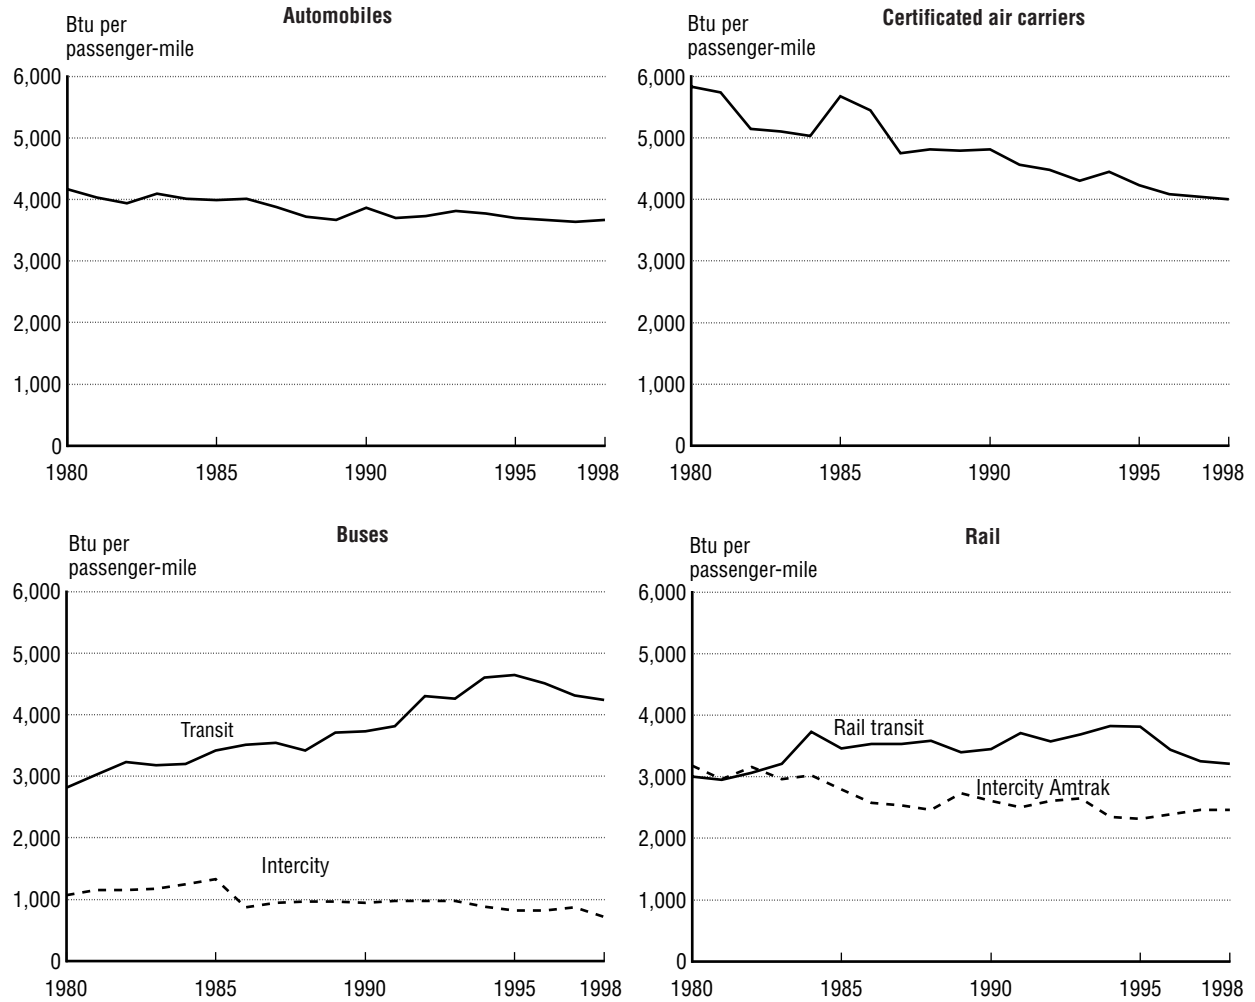 Automobiles
Btu per
passenger-mile
6,000
5,000
4,000
3,000
2,000
1,000
0
1980 1985 1990 1995 1998
Certificated air carriers
Btu per
passenger-mile
6,000
5,000
4,000
3,000
2,000
1,000
0
1980 1985 1990 1995 1998
Buses
Btu per
passenger-mile
6,000
5,000
4,000
Transit
3,000
2,000
Intercity
1,000
0
1980 1985 1990 1995 1998
Rail
Btu per
passenger-mile
6,000
5,000
4,000
Rail transit
3,000
Intercity Amtrak
2,000
1,000
0
1980 1985 1990 1995 1998